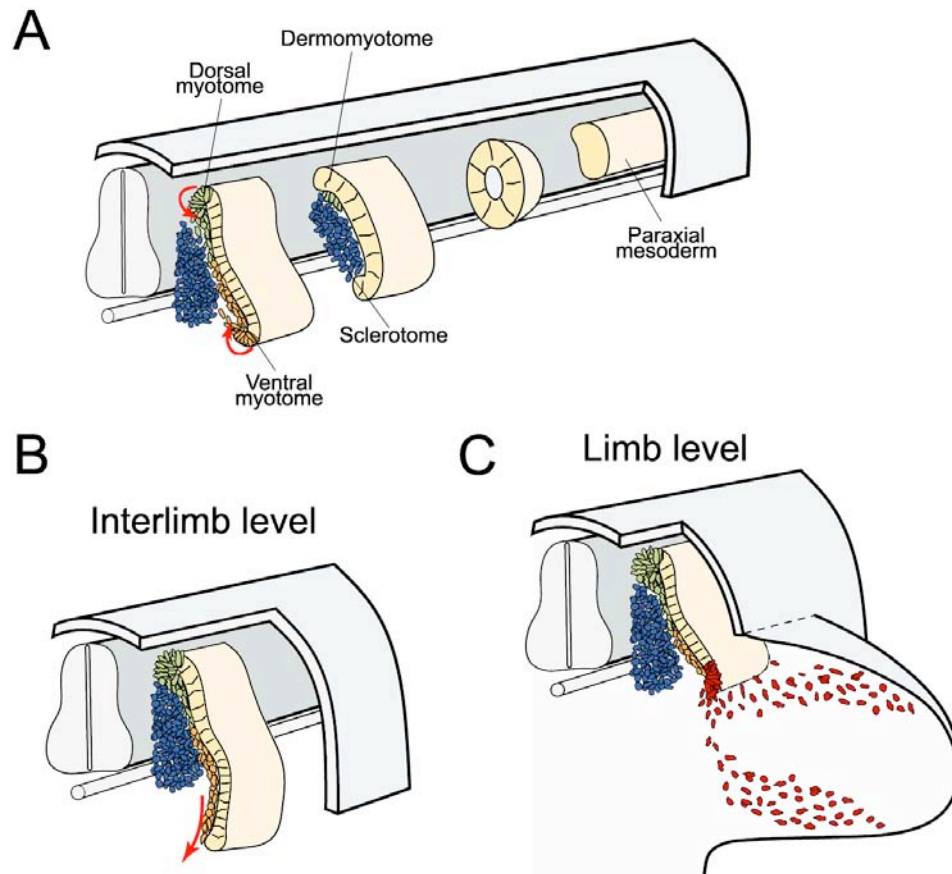 A
Dermomyotome
Dorsal
myotome
Paraxial
mesoderm
Sclerotome
Ventral
myotome
B
Interlimb level
C
Limb level